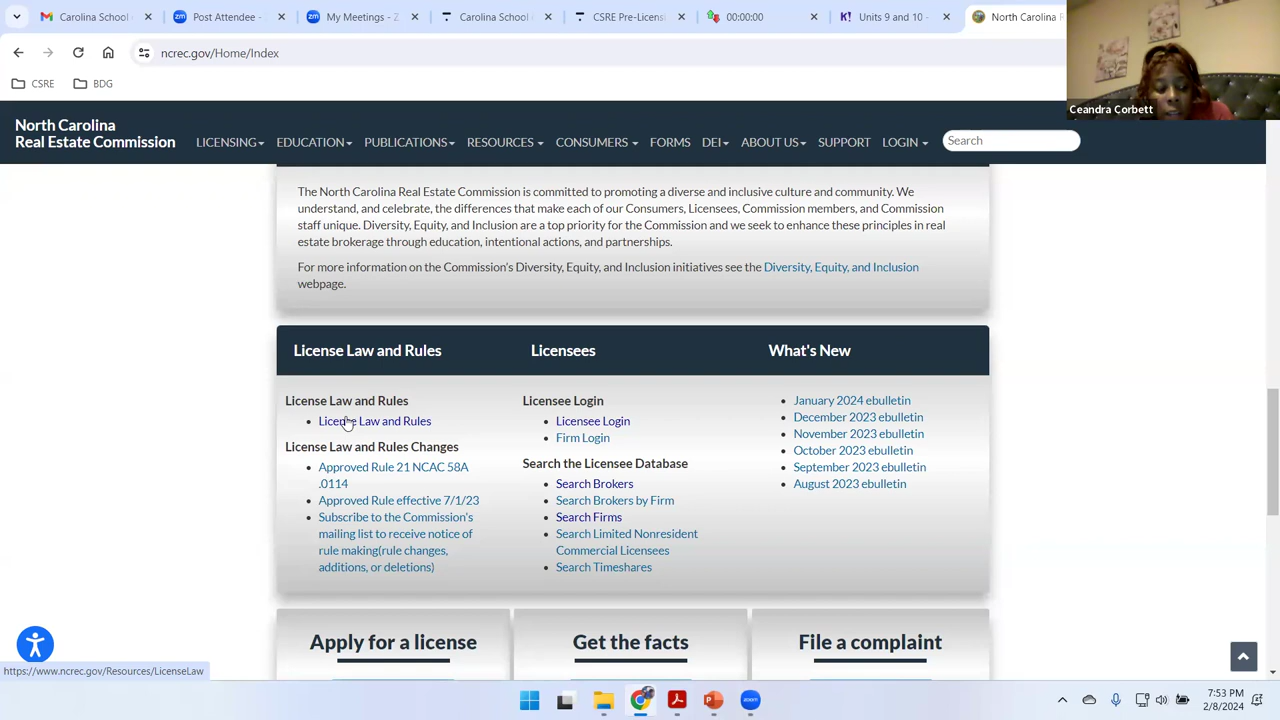 Post Attendee -
My Meetings - Z
Carolina School
CSRE Pre-Licens
00:00:00
Units 9 and 10 -
North Carolina R
ncrec.gov/Home/Index
CSRE
BDG
Ceandra Corbett
North Carolina
Real Estate Commission
LICENSING
EDUCATION
PUBLICATIONS
RESOURCES
CONSUMERS
FORMS
DEI
ABOUT US
SUPPORT
LOGIN
Search
The North Carolina Real Estate Commission is committed to promoting a diverse and inclusive culture and community. We
understand, and celebrate, the differences that make each of our Consumers, Licensees, Commission members, and Commission
staff unique. Diversity, Equity, and Inclusion are a top priority for the Commission and we seek to enhance these principles in real
estate brokerage through education, intentional actions, and partnerships.
For more information on the Commission's Diversity, Equity, and Inclusion initiatives see the Diversity, Equity, and Inclusion
webpage.
License Law and Rules
Licensees
What's New
License Law and Rules
License Law and Rules
License Law and Rules Changes
Approved Rule 21 NCAC 58A
.0114
Approved Rule effective 7/1/23
Subscribe to the Commission's
mailing list to receive notice of
rule making(rule changes,
additions, or deletions)
Licensee Login
Licensee Login
Firm Login
Search the Licensee Database
Search Brokers
Search Brokers by Firm
Search Firms
Search Limited Nonresident
Commercial Licensees
Search Timeshares
January 2024 ebulletin
December 2023 ebulletin
November 2023 ebulletin
October 2023 ebulletin
September 2023 ebulletin
August 2023 ebulletin
Apply for a license
Get the facts
File a complaint
https://www.ncrec.gov/Resources/LicenseLaw
7:53 PM
2/8/2024